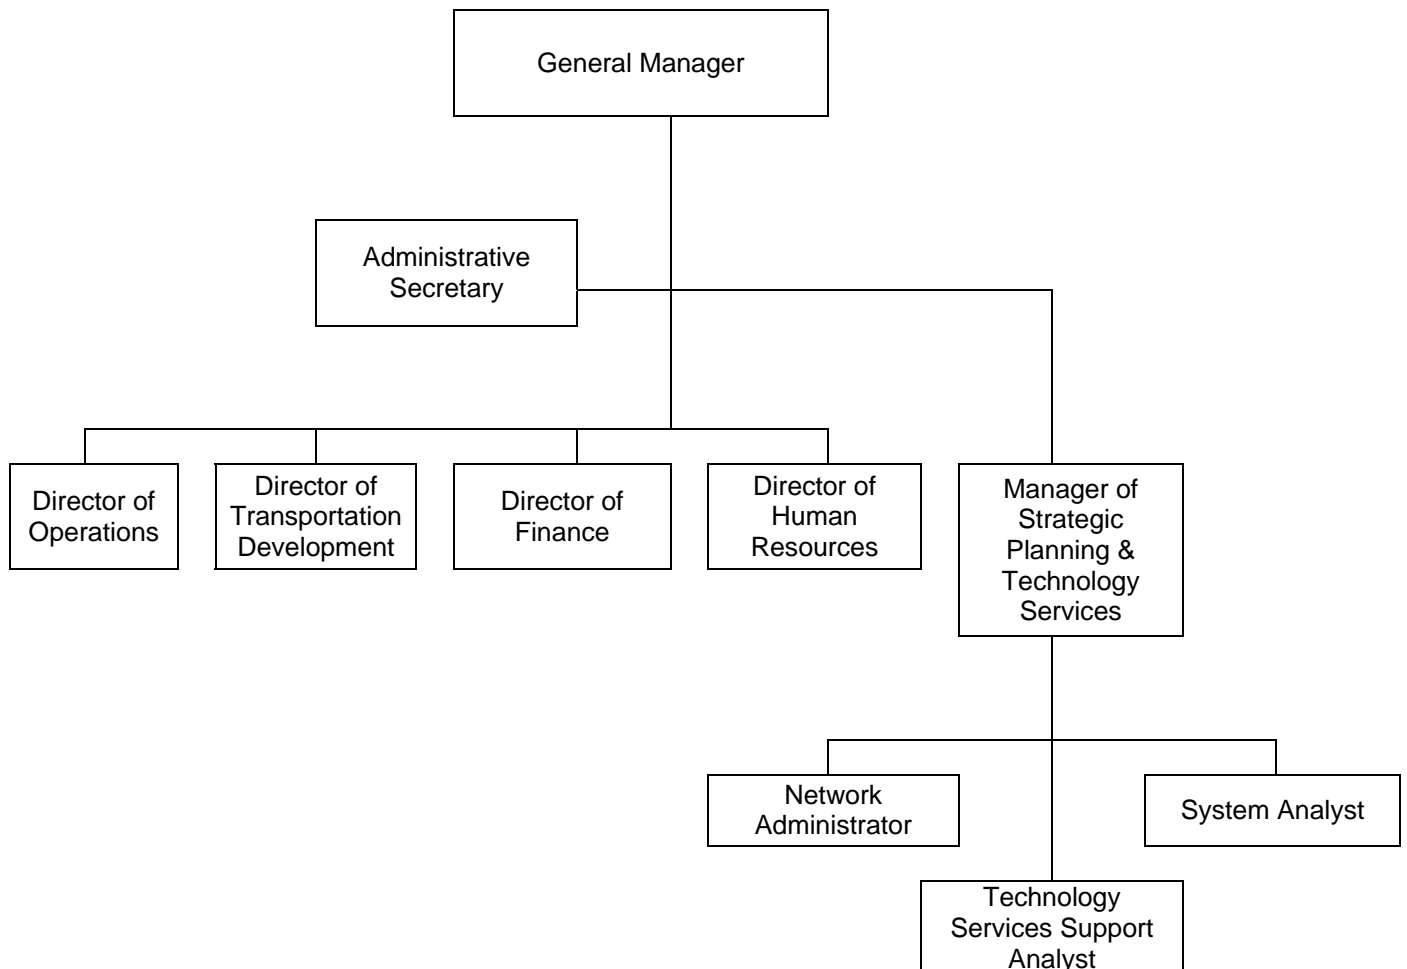 General Manager
Administrative
Secretary
Director of
Operations
Director of
Transportation
Development
Director of
Finance
Director of
Human
Resources
Manager of
Strategic
Planning &
Technology
Services
Network
Administrator
System Analyst
Technology
Services Support
Analyst